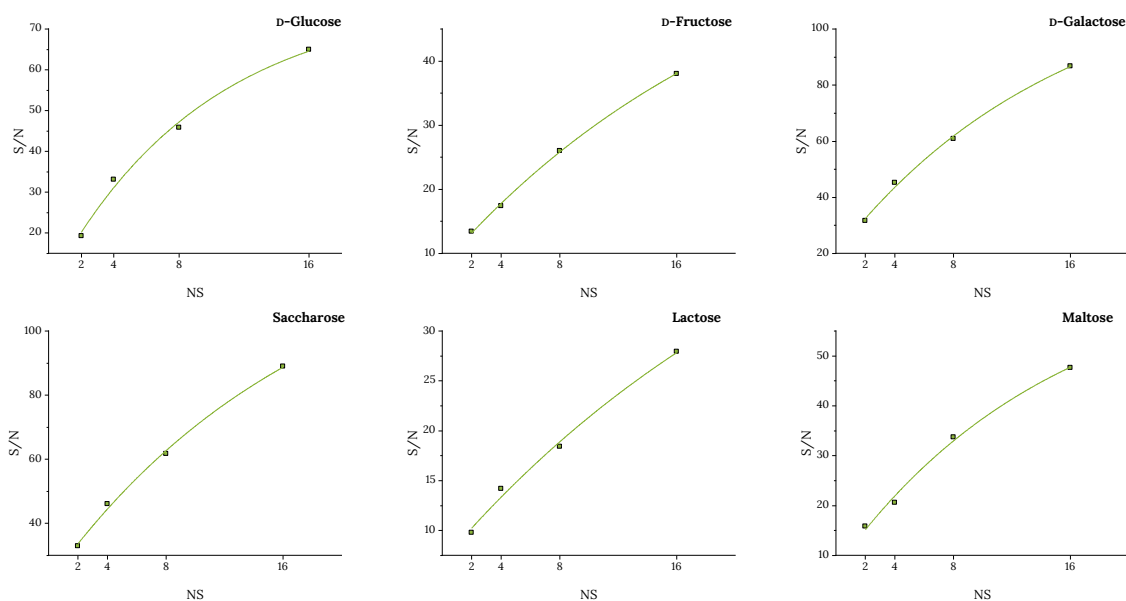 D-Glucose
70
60
50
40
30
20
S/N
2 4 8 16
NS
D-Fructose
40
30
20
10
S/N
2 4 8 16
NS
D-Galactose
100
80
60
40
20
S/N
2 4 8 16
NS
Saccharose
100
80
60
40
S/N
2 4 8 16
NS
Lactose
30
25
20
15
10
S/N
2 4 8 16
NS
Maltose
50
40
30
20
10
S/N
2 4 8 16
NS